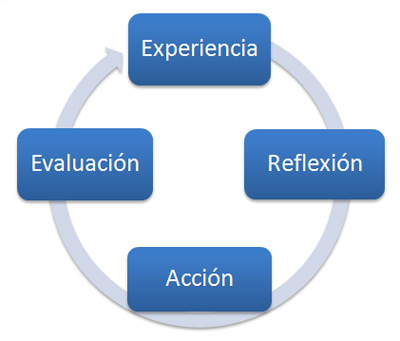 Experiencia
Reflexión
Acción
Evaluación